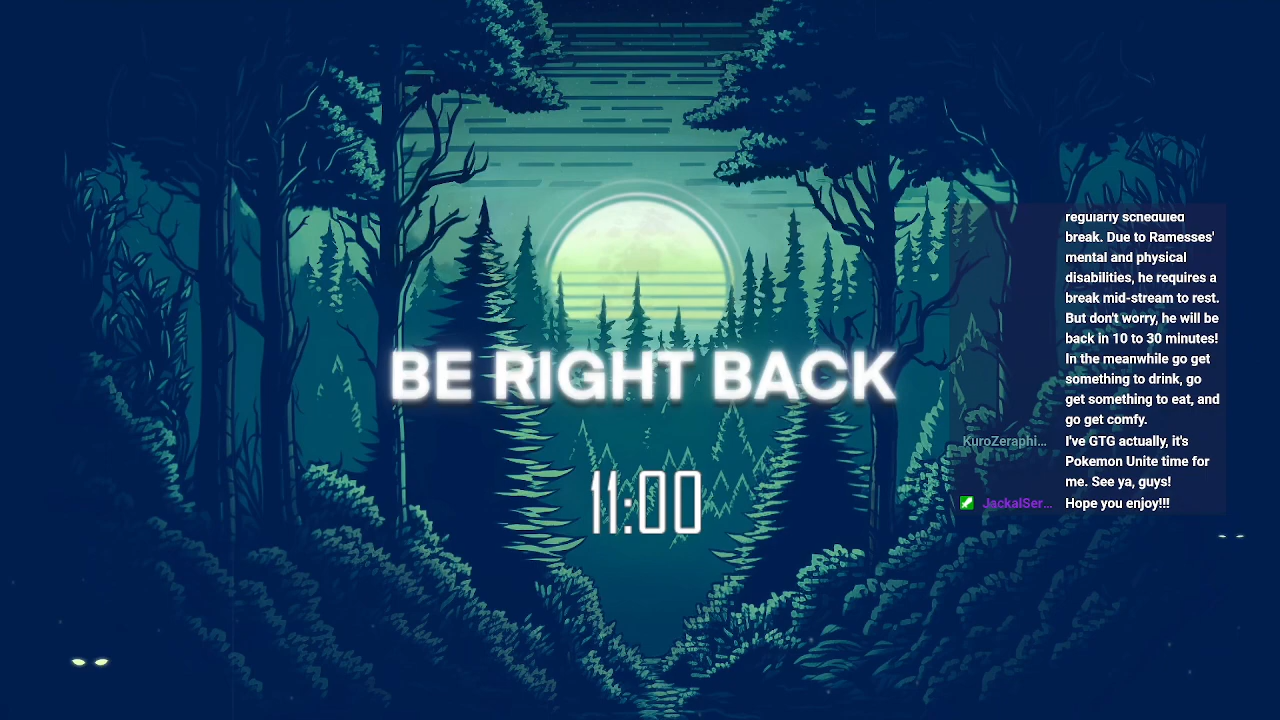 BE RIGHT BACK
11:00
regularly scheduled
break. Due to Ramesses'
mental and physical
disabilities, he requires a
break mid-stream to rest.
But don't worry, he will be
back in 10 to 30 minutes!
In the meanwhile go get
something to drink, go
get something to eat, and
go get comfy.
KuroZeraphi... I've GTG actually, it's
Pokemon Unite time for
me. See ya, guys!
JackalSer... Hope you enjoy!!!